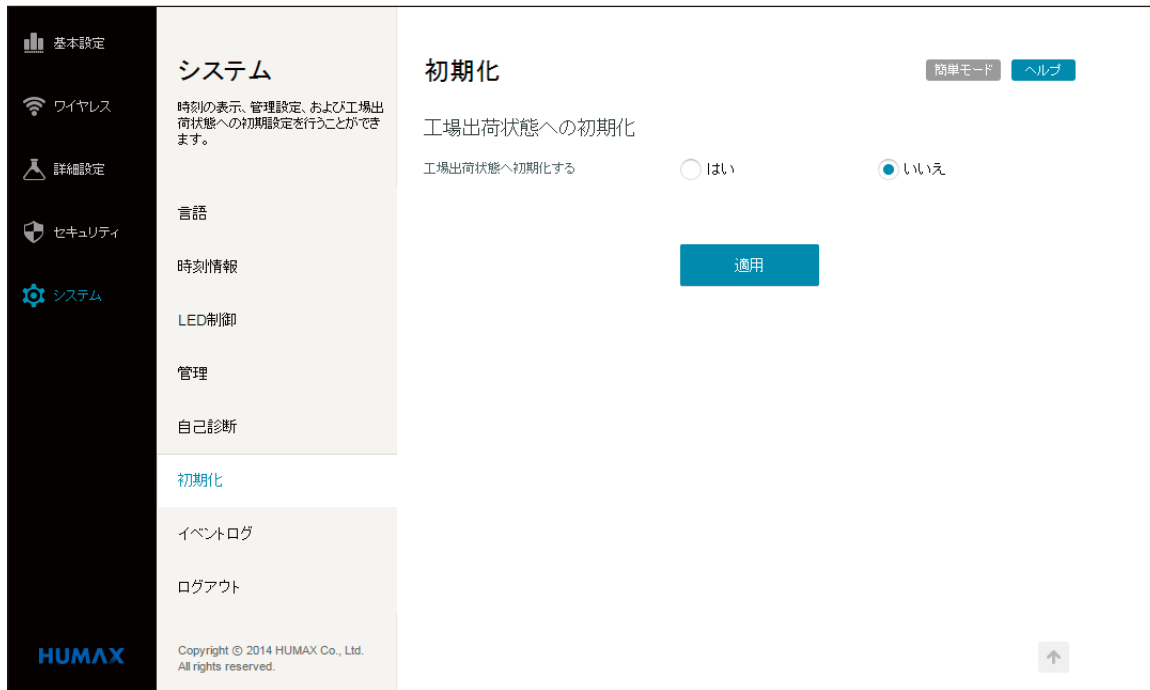 基本設定
ワイヤレス
詳細設定
セキュリティ
システム
HUMAX
システム
時刻の表示、管理設定、および工場出
荷状態への初期設定を行うことができ
ます。
言語
時刻情報
LED制御
管理
自己診断
初期化
イベントログ
ログアウト
Copyright © 2014 HUMAX Co., Ltd.
All rights reserved.
初期化
簡単モード
ヘルプ
工場出荷状態への初期化
工場出荷状態へ初期化する
はい
いいえ
適用